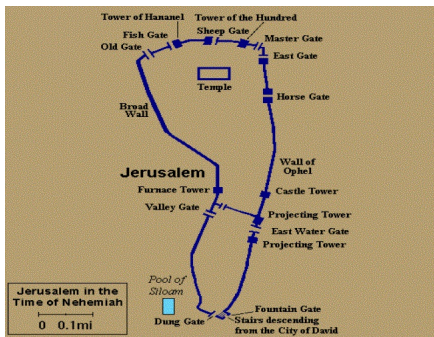 Tower of Hananel
Tower of the Hundred
Sheep Gate
Fish Gate
Master Gate
Old Gate
East Gate
Temple
Horse Gate
Broad
Wall
Wall of
Ophel
Jerusalem
Furnace Tower
Castle Tower
Valley Gate
Projecting Tower
East Water Gate
Projecting Tower
Pool of
Siloam
Jerusalem in the
Time of Nehemiah
0 0.1mi
Fountain Gate
Dung Gate
Stairs descending
from the City of David